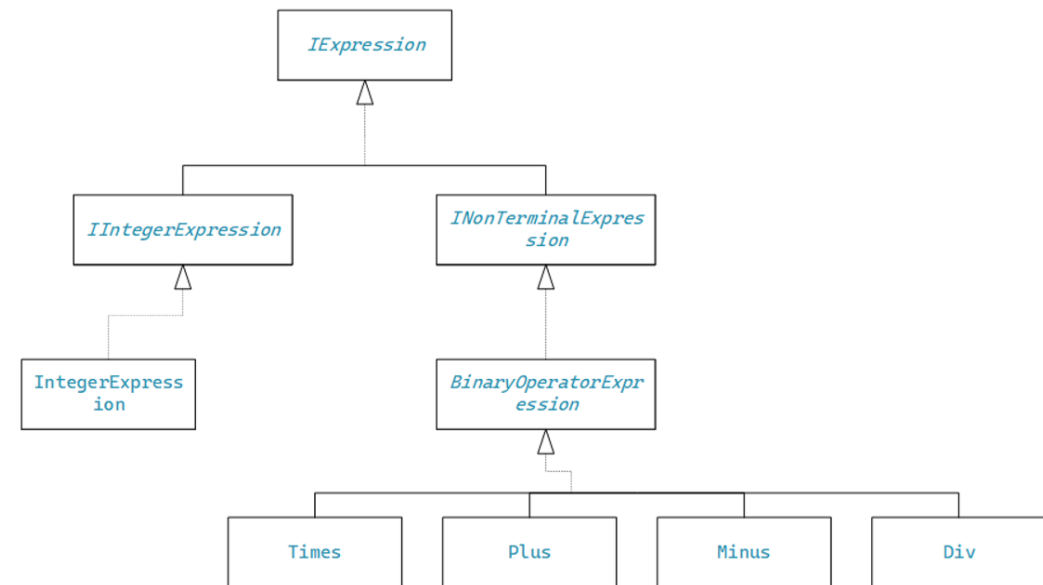 IExpression
IIntegerExpression
INonTerminalExpres
sion
IntegerExpress
ion
BinaryOperatorExpr
ession
Times
Plus
Minus
Div